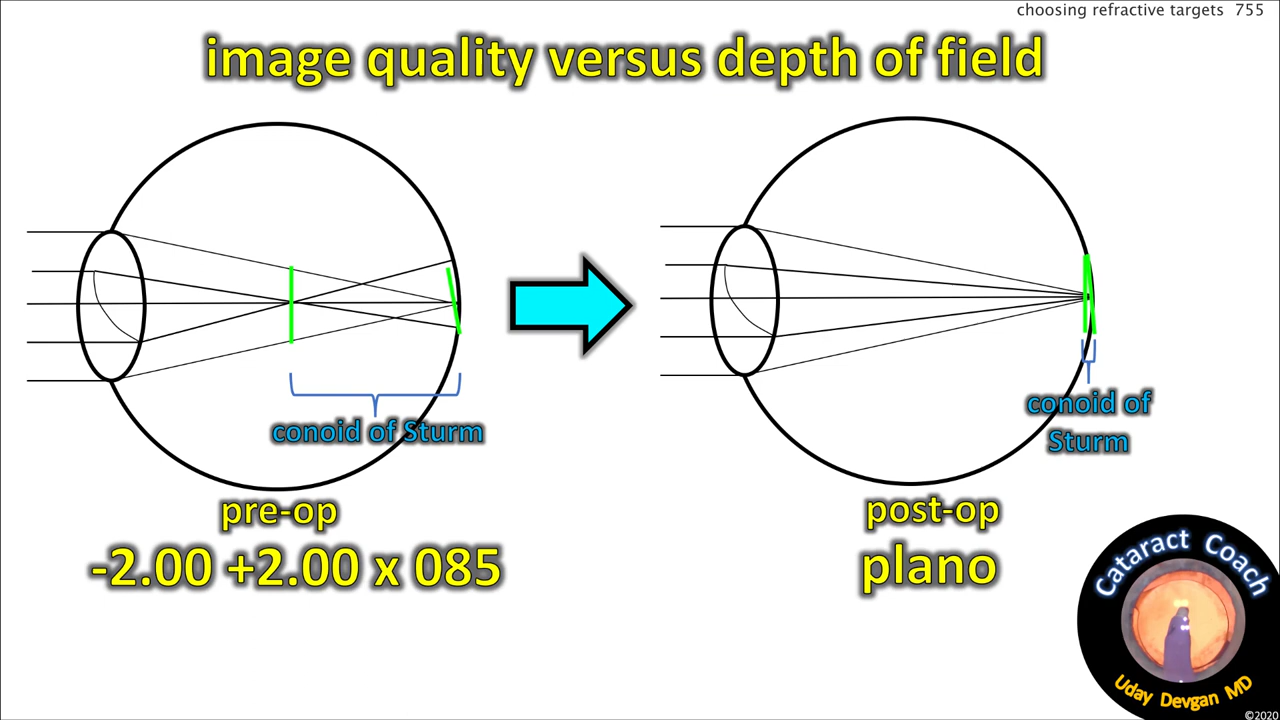 choosing refractive targets 755
image quality versus depth of field
conoid of Sturm
conoid of
Sturm
pre-op
-2.00 +2.00 x 085
post-op
plano
Cataract Coach
Uday Devgan MD
©2020